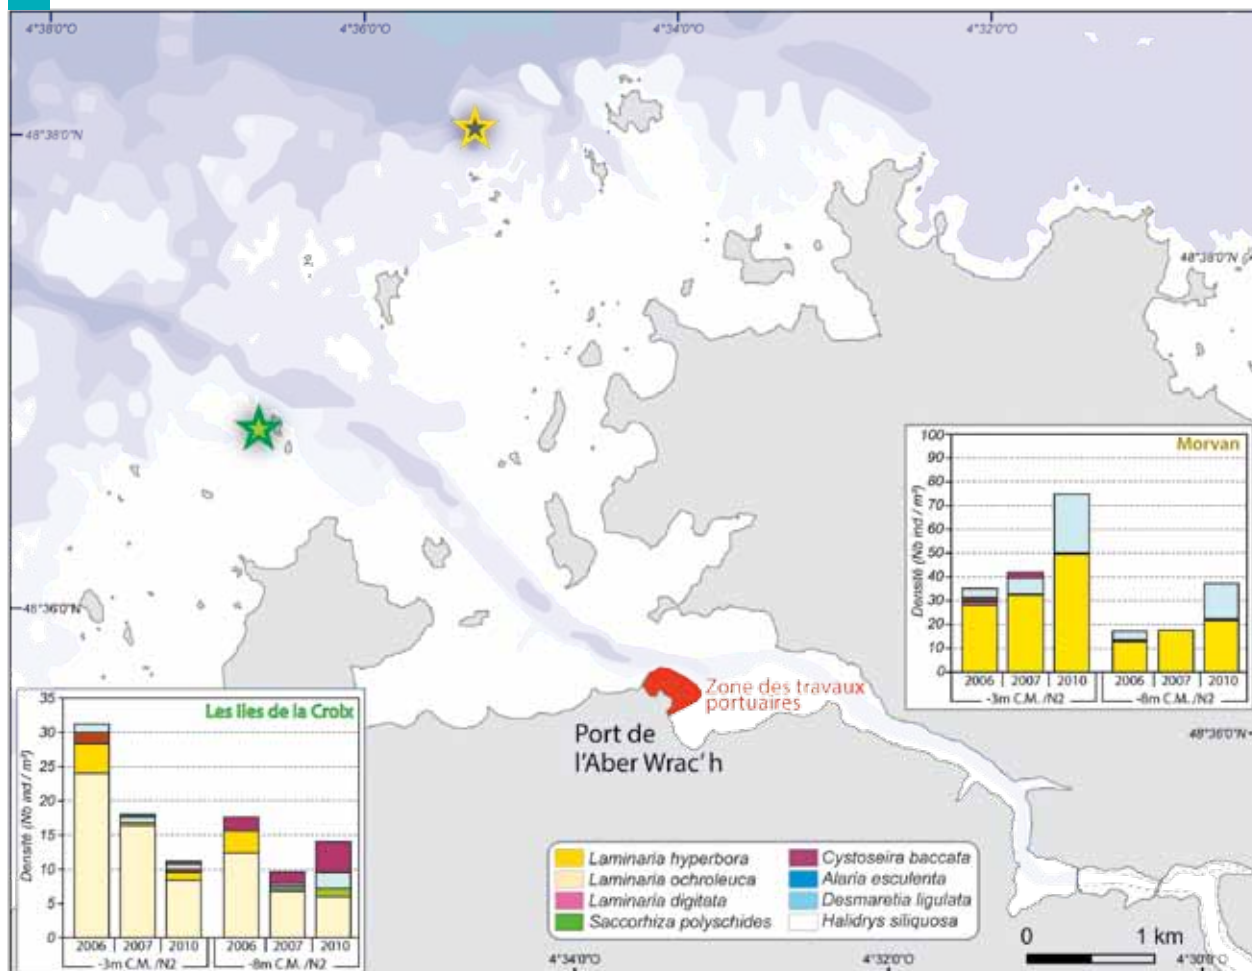 4°38'0"O 4°36'0"O 4°34'0"O 4°32'0"O
48°38'0"N
48°38'0"N
48°36'0"N
48°36'0"N
Morvan
Densité (Nb ind / m²)
100
90
80
70
60
50
40
30
20
10
0
2006 2007 2010 2006 2007 2010
-3m C.M. /N2 -8m C.M. /N2
Zone des travaux
portuaires
Port de
l'Aber Wrac'h
Les îles de la Croix
Densité (Nb ind / m²)
35
30
25
20
15
10
5
0
2006 2007 2010 2006 2007 2010
-3m C.M. /N2 -8m C.M. /N2
Laminaria hyperbora
Laminaria ochroleuca
Laminaria digitata
Saccorhiza polyschides
Cystoseira baccata
Alaria esculenta
Desmaretia ligulata
Halidrys siliquosa
0 1 km
4°34'0"O 4°32'0"O 4°30'0"O